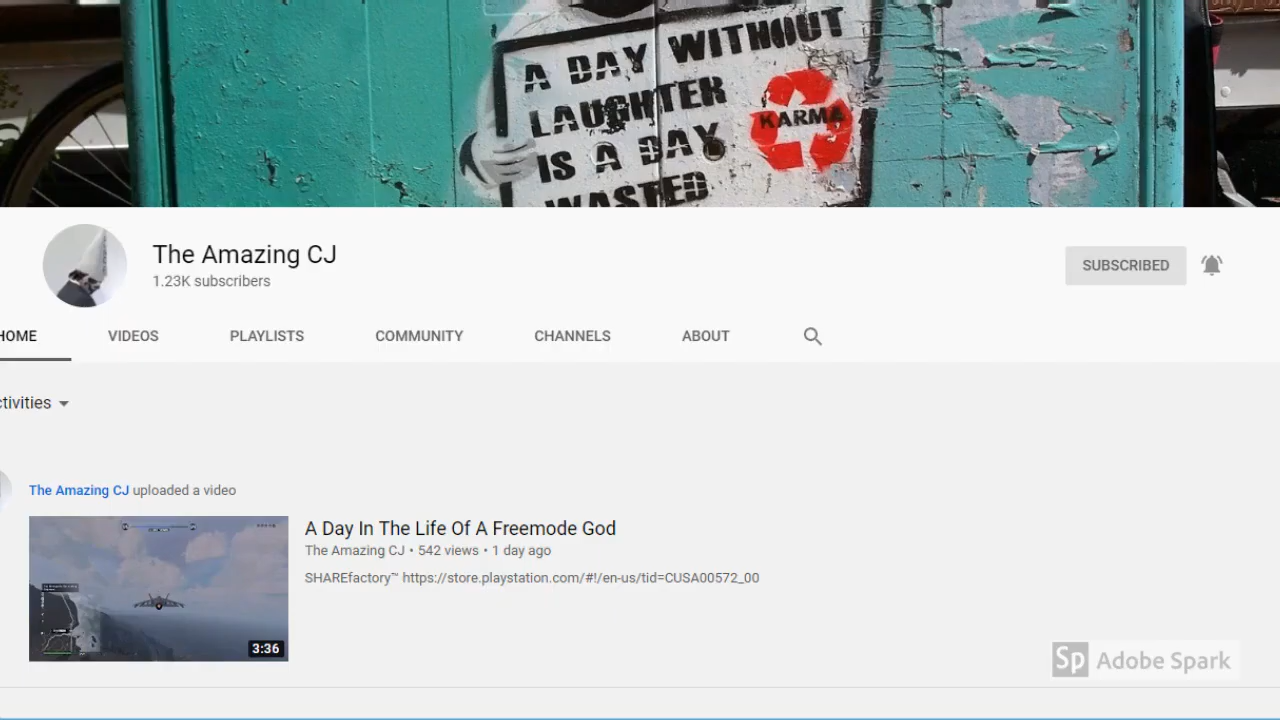 A DAY WITHOUT
LAUGHTER
IS A DAY
WASTED
KARMA
The Amazing CJ
1.23K subscribers
SUBSCRIBED
HOME VIDEOS PLAYLISTS COMMUNITY CHANNELS ABOUT
ctivities
The Amazing CJ uploaded a video
A Day In The Life Of A Freemode God
The Amazing CJ • 542 views • 1 day ago
SHAREfactory™ https://store.playstation.com/#!/en-us/tid=CUSA00572_00
3:36
Sp Adobe Spark